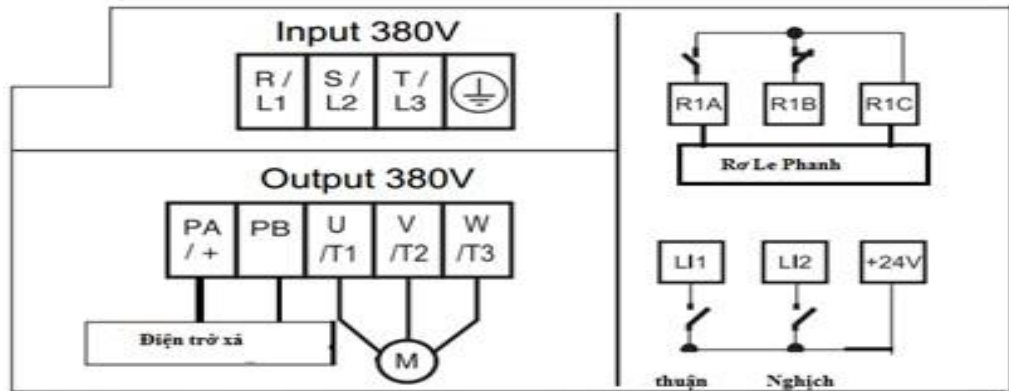 Input 380V
R / L1
S / L2
T / L3
Output 380V
PA / +
PB
U /T1
V /T2
W /T3
Điện trở xả
M
R1A R1B R1C
Rơ Le Phanh
LI1 LI2 +24V
thuận Nghịch